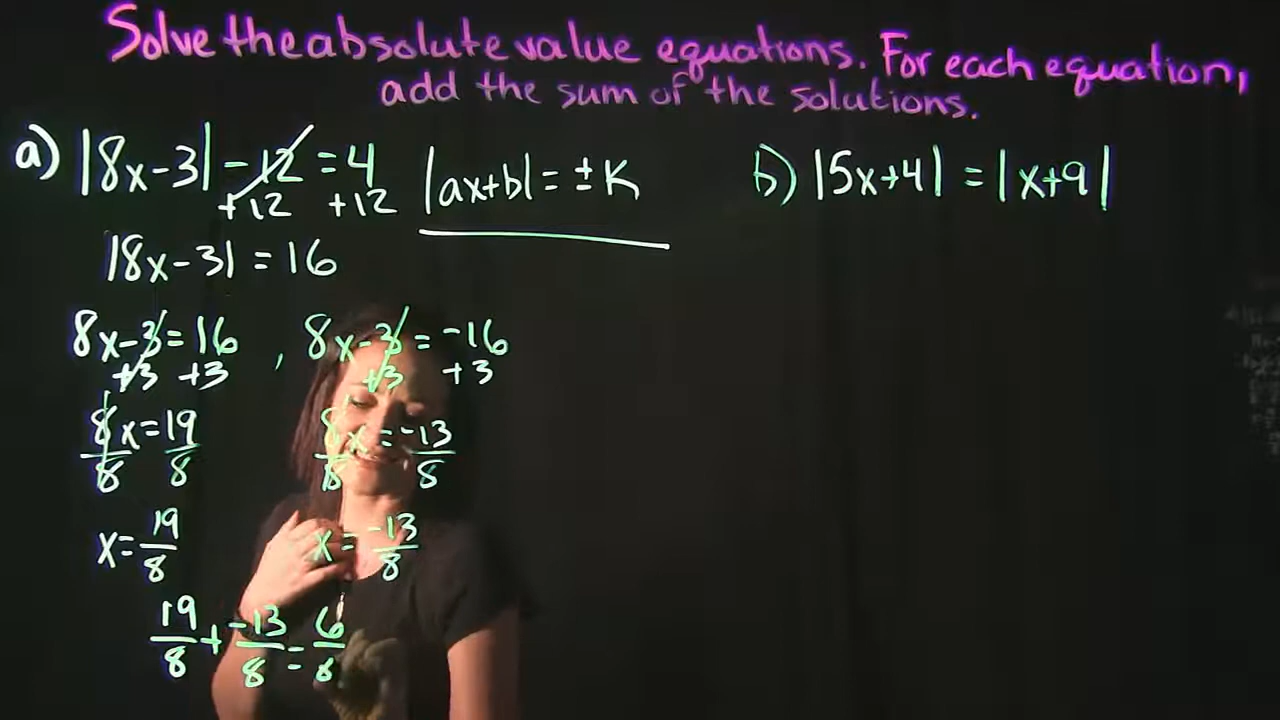 Solve the absolute value equations. For each equation,
add the sum of the solutions.
a) |8x-3| -12 = 4
+12 +12
|ax+b| = ± K
|8x-3| = 16
8x-3 = 16 , 8x-3 = -16
+3 +3 +3 +3
8x = 19 8x = -13
8 8 8 8
x = 19/8 x = -13/8
19/8 + -13/8 = 6/8
b) |5x+4| = |x+9|